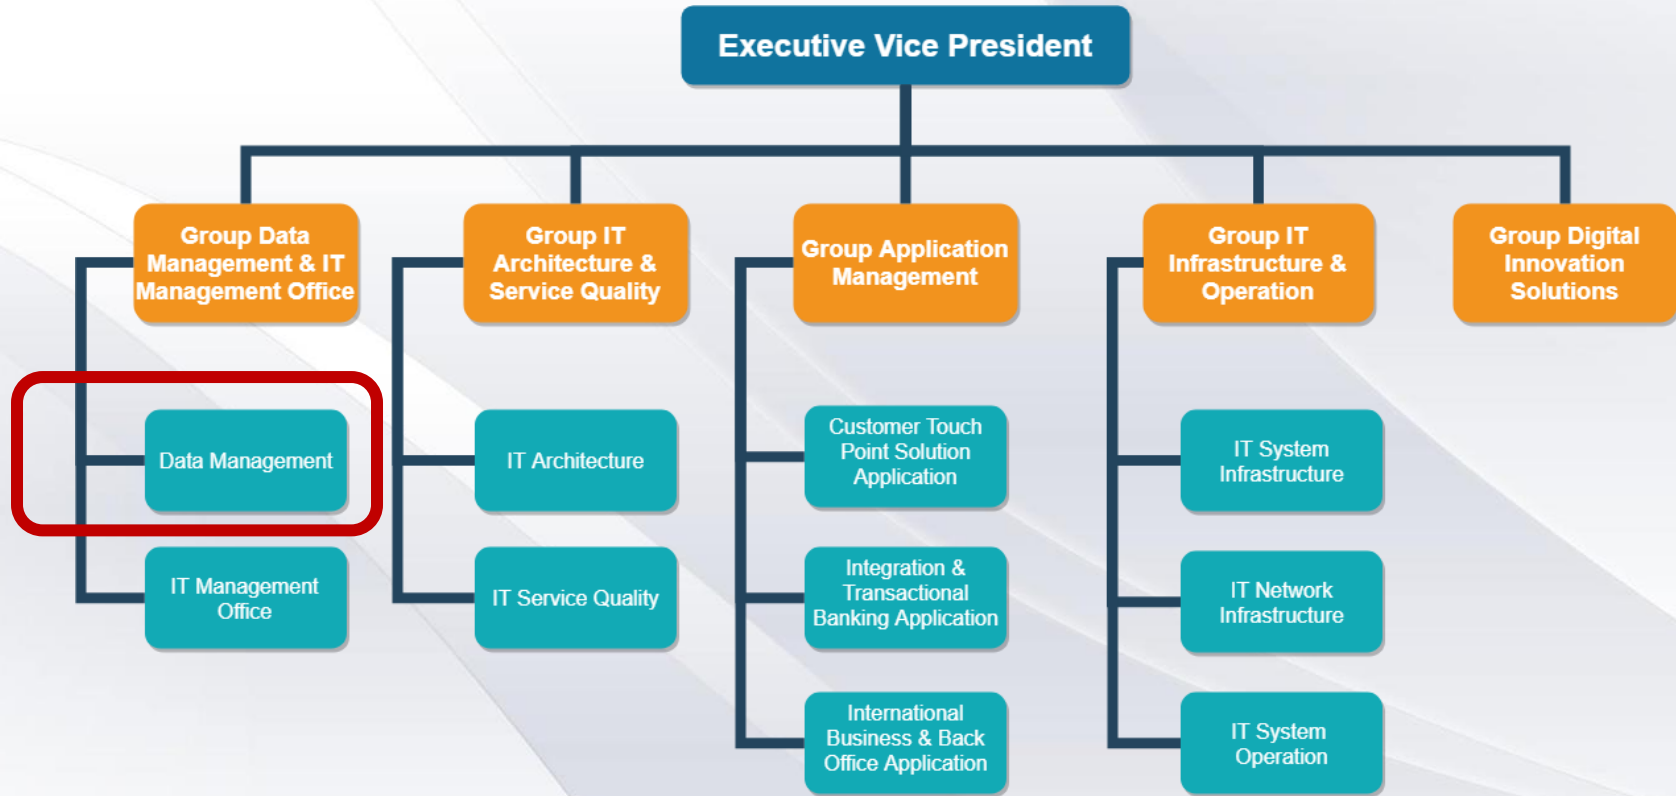 Executive Vice President
Group Data
Management & IT
Management Office
Group IT
Architecture &
Service Quality
Group Application
Management
Group IT
Infrastructure &
Operation
Group Digital
Innovation
Solutions
Data Management
IT Management
Office
IT Architecture
IT Service Quality
Customer Touch
Point Solution
Application
Integration &
Transactional
Banking Application
International
Business & Back
Office Application
IT System
Infrastructure
IT Network
Infrastructure
IT System
Operation